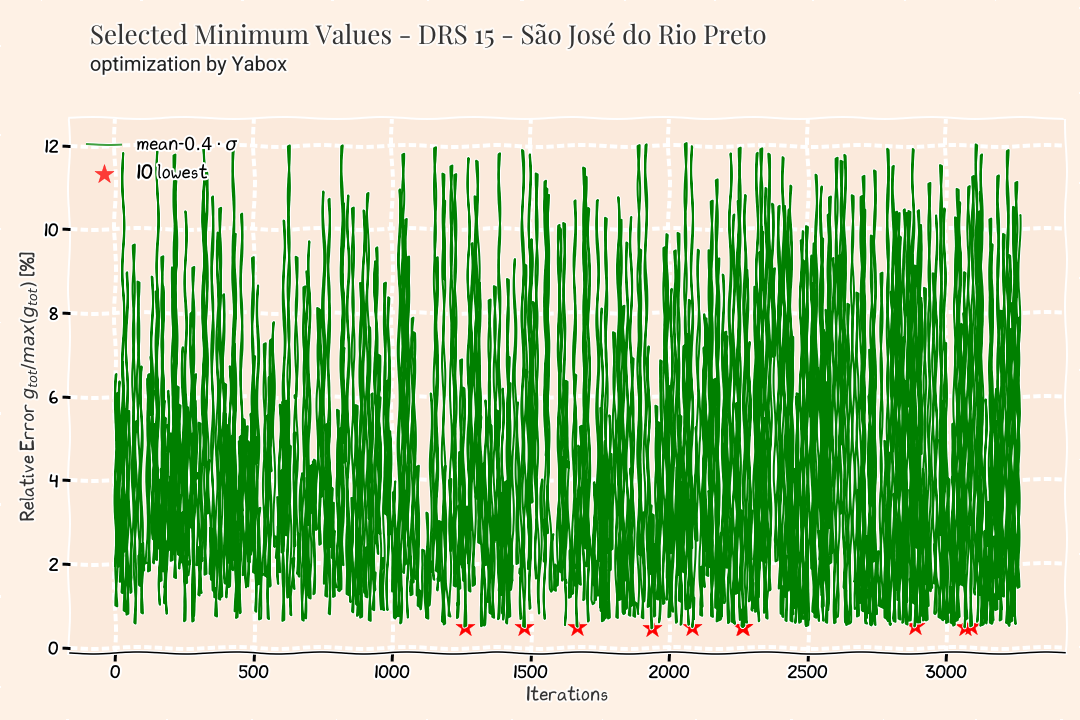 Selected Minimum Values - DRS 15 - São José do Rio Preto
optimization by Yabox
mean-0.4 · σ
10 lowest
Relative Error g_tot/max(g_tot) [%]
12
10
8
6
4
2
0
0 500 1000 1500 2000 2500 3000
Iterations